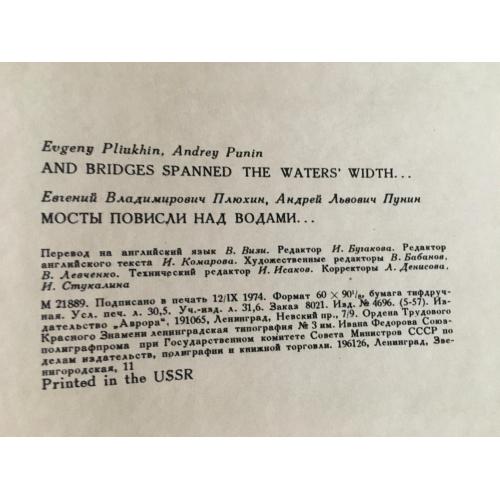 Evgeny Pliukhin, Andrey Punin
AND BRIDGES SPANNED THE WATERS' WIDTH...
Евгений Владимирович Плюхин, Андрей Львович Пунин
МОСТЫ ПОВИСЛИ НАД ВОДАМИ...
Перевод на английский язык В. Визи. Редактор И. Бугакова. Редактор
английского текста И. Комарова. Художественные редакторы В. Бабанов,
В. Левченко. Технический редактор И. Исаков. Корректоры Л. Денисова,
И. Стукалина
М 21889. Подписано в печать 12/IX 1974. Формат 60 × 90¹/₈, бумага тифдруч-
ная. Усл. печ. л. 30,5. Уч.-изд. л. 31,6. Заказ 8021. Изд. № 4696. (5-57). Из-
дательство „Аврора", 191065, Ленинград, Невский пр., 7/9. Ордена Трудового
Красного Знамени ленинградская типография № 3 им. Ивана Федорова Союз-
полиграфпрома при Государственном комитете Совета Министров СССР по
делам издательств, полиграфии и книжной торговли. 196126, Ленинград, Зве-
нигородская, 11
Printed in the USSR